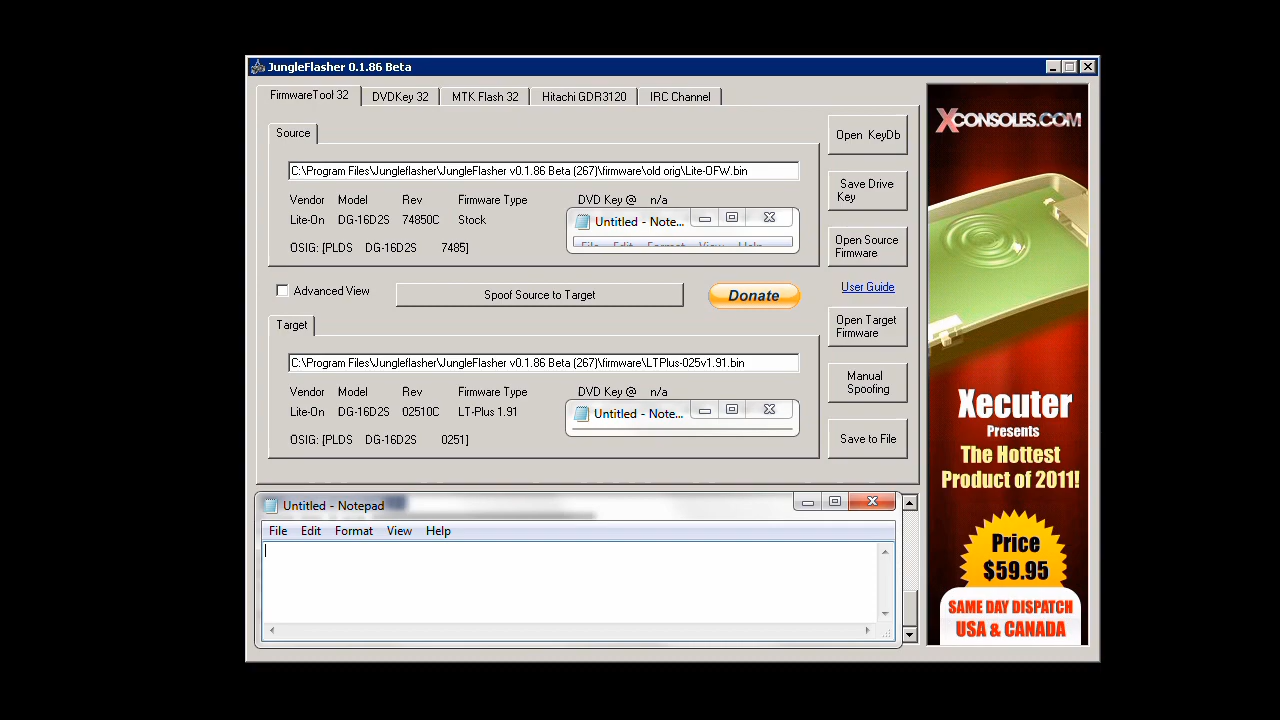 JungleFlasher 0.1.86 Beta
FirmwareTool 32 DVDKey 32 MTK Flash 32 Hitachi GDR3120 IRC Channel
Source
C:\Program Files\Jungleflasher\JungleFlasher v0.1.86 Beta (267)\firmware\old orig\Lite-OFW.bin
Vendor Model Rev Firmware Type DVD Key @ n/a
Lite-On DG-16D2S 74850C Stock
Untitled - Note...
File Edit Format View Help
OSIG: [PLDS DG-16D2S 7485]
Open KeyDb
Save Drive
Key
Open Source
Firmware
Advanced View
Spoof Source to Target
Donate
User Guide
Target
C:\Program Files\Jungleflasher\JungleFlasher v0.1.86 Beta (267)\firmware\LTPlus-025v1.91.bin
Vendor Model Rev Firmware Type DVD Key @ n/a
Lite-On DG-16D2S 02510C LT-Plus 1.91
Untitled - Note...
OSIG: [PLDS DG-16D2S 0251]
Open Target
Firmware
Manual
Spoofing
Save to File
Untitled - Notepad
File Edit Format View Help
XCONSOLES.COM
Xecuter
Presents
The Hottest
Product of 2011!
Price
$59.95
SAME DAY DISPATCH
USA & CANADA